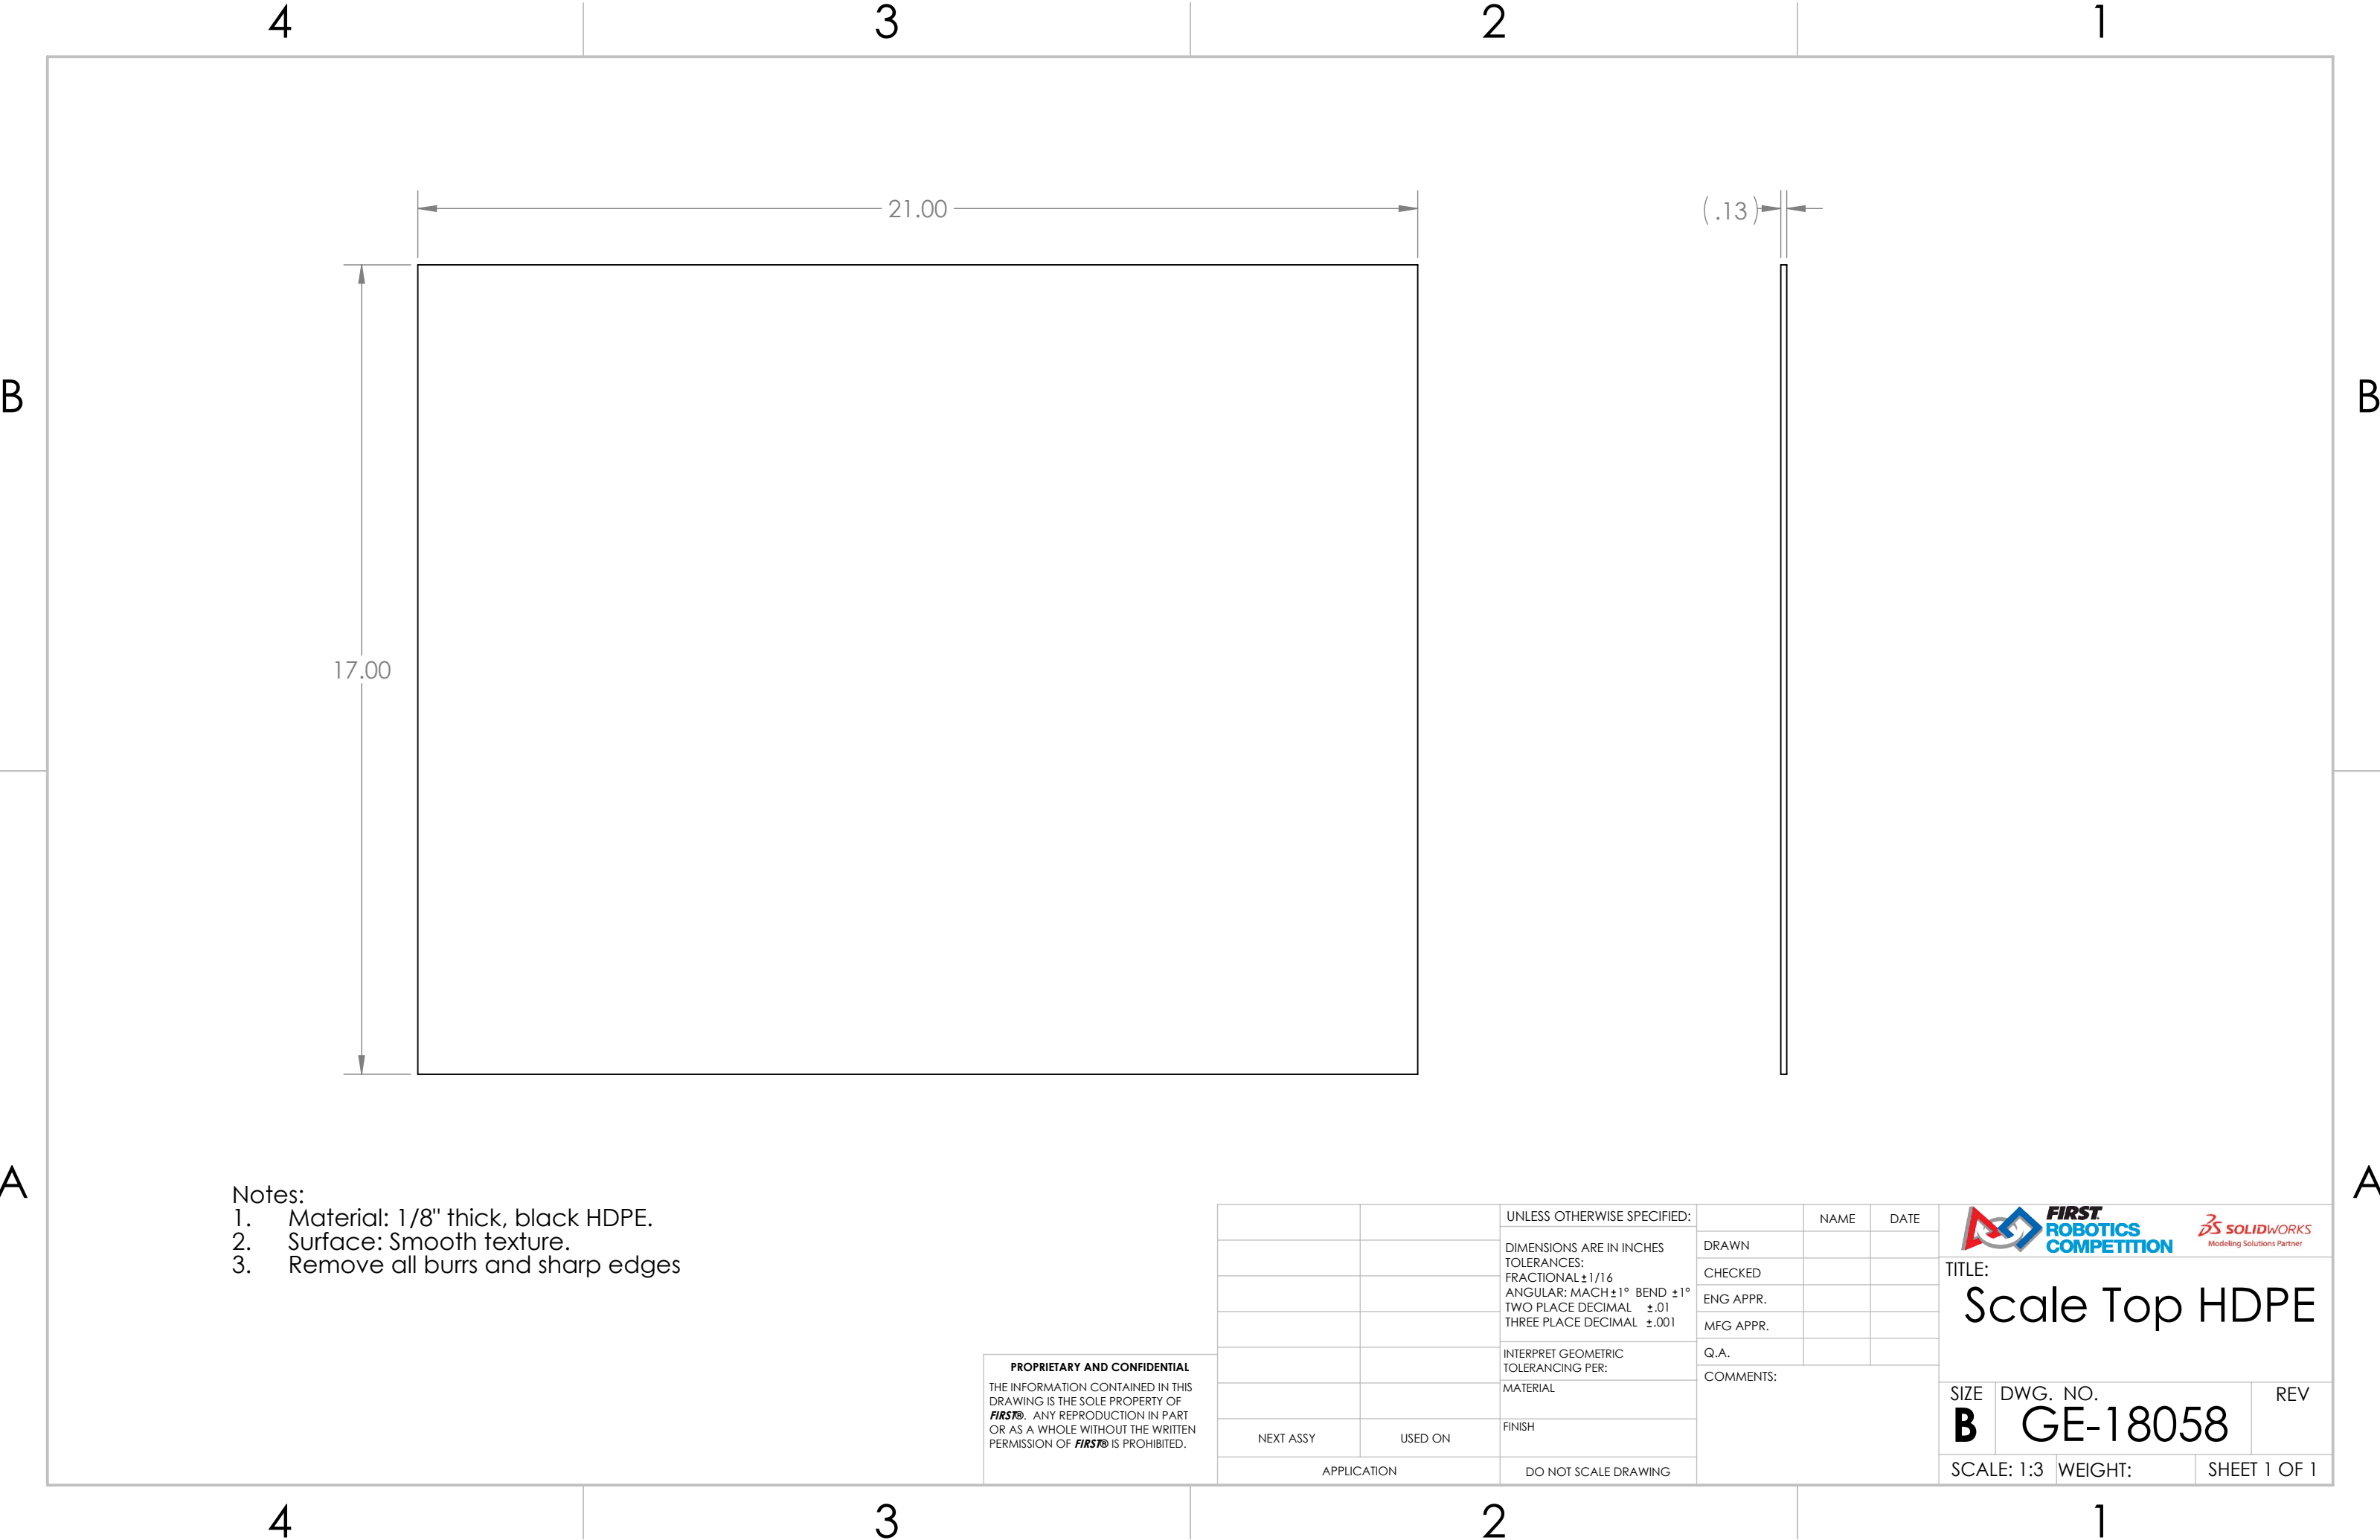 4 3 2 1
21.00
( .13 )
B B
17.00
A A
Notes:
1. Material: 1/8" thick, black HDPE.
2. Surface: Smooth texture.
3. Remove all burrs and sharp edges
PROPRIETARY AND CONFIDENTIAL
THE INFORMATION CONTAINED IN THIS
DRAWING IS THE SOLE PROPERTY OF
FIRST®. ANY REPRODUCTION IN PART
OR AS A WHOLE WITHOUT THE WRITTEN
PERMISSION OF FIRST® IS PROHIBITED.
NEXT ASSY USED ON
APPLICATION
UNLESS OTHERWISE SPECIFIED:
DIMENSIONS ARE IN INCHES
TOLERANCES:
FRACTIONAL ±1/16
ANGULAR: MACH ±1° BEND ±1°
TWO PLACE DECIMAL ±.01
THREE PLACE DECIMAL ±.001
INTERPRET GEOMETRIC
TOLERANCING PER:
MATERIAL
FINISH
DO NOT SCALE DRAWING
NAME DATE
DRAWN
CHECKED
ENG APPR.
MFG APPR.
Q.A.
COMMENTS:
FIRST.
ROBOTICS
COMPETITION
SOLIDWORKS
Modeling Solutions Partner
TITLE:
Scale Top HDPE
SIZE DWG. NO. REV
B GE-18058
SCALE: 1:3 WEIGHT: SHEET 1 OF 1
4 3 2 1